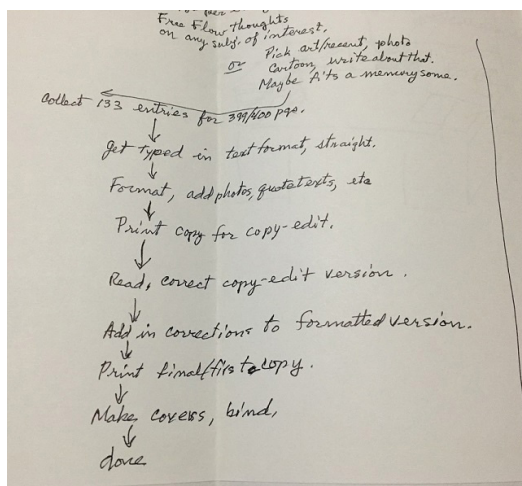 Free Flow thoughts
on any subj. of interest.
or
Pick art/recent, photo
Cartoon, write about that.
Maybe fits a memory some.
Collect 133 entries for 399/400 pgs.
Get typed in text format, straight.
Format, add photos, quote texts, etc
Print copy for copy-edit.
Read, correct copy-edit version.
Add in corrections to formatted version.
Print final/first copy.
Make covers, bind,
done